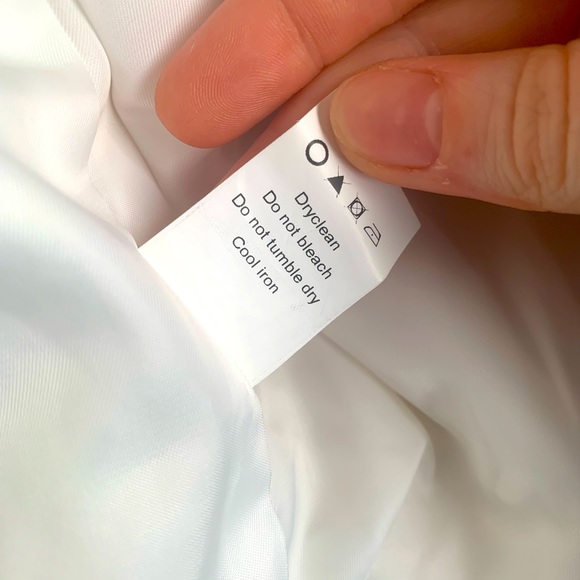 Dryclean
Do not bleach
Do not tumble dry
Cool iron